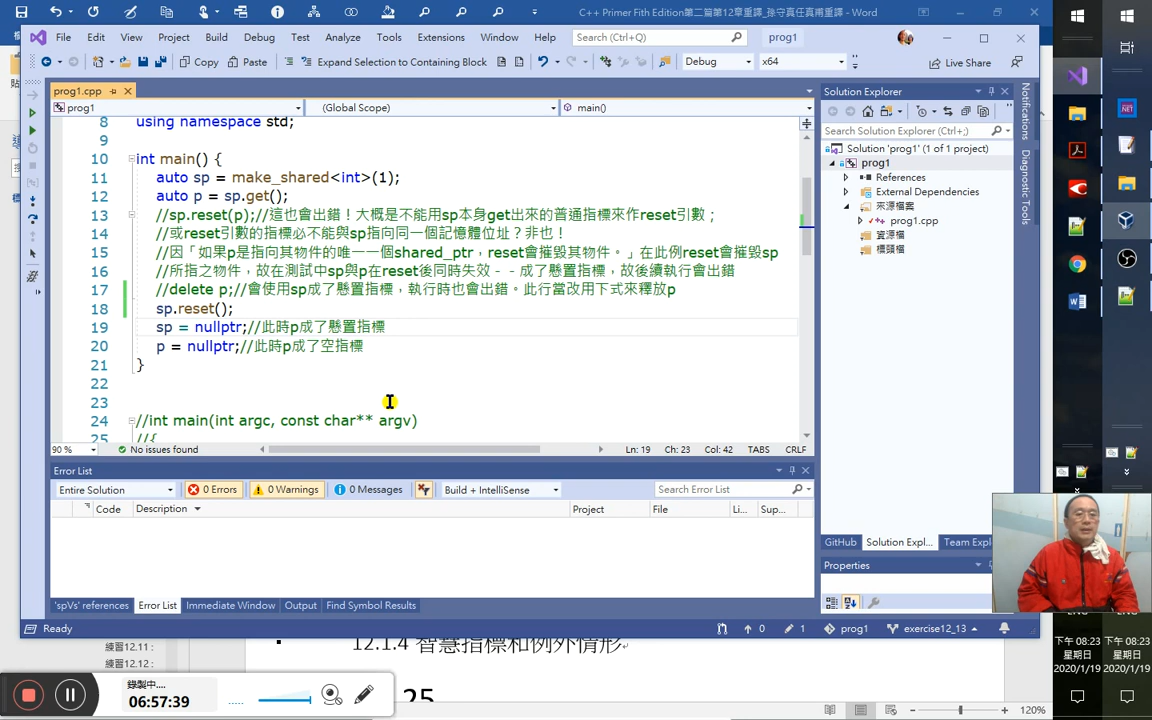 C++ Primer Fifth Edition第二篇第12章重譯_孫守真任真甫重譯 - Word
File Edit View Project Build Debug Test Analyze Tools Extensions Window Help Search (Ctrl+Q) prog1
Copy Paste Expand Selection to Containing Block Debug x64 Live Share
prog1.cpp
prog1 (Global Scope) main()
8 using namespace std;
9
10 int main() {
11 auto sp = make_shared<int>(1);
12 auto p = sp.get();
13 //sp.reset(p);//這也會出錯！大概是不能用sp本身get出來的普通指標來作reset引數；
14 //或reset引數的指標必不能與sp指向同一個記憶體位址？非也！
15 //因「如果p是指向其物件的唯一一個shared_ptr，reset會摧毀其物件。」在此例reset會摧毀sp
16 //所指之物件，故在測試中sp與p在reset後同時失效－－成了懸置指標，故後續執行會出錯
17 //delete p;//會使用sp成了懸置指標，執行時也會出錯。此行當改用下式來釋放p
18 sp.reset();
19 sp = nullptr;//此時p成了懸置指標
20 p = nullptr;//此時p成了空指標
21 }
22
23
24 //int main(int argc, const char** argv)
25 //{
90 % No issues found Ln: 19 Ch: 23 Col: 42 TABS CRLF
Error List
Entire Solution 0 Errors 0 Warnings 0 Messages Build + IntelliSense Search Error List
Code Description Project File Li... Sup...
'spVs' references Error List Immediate Window Output Find Symbol Results
Ready 0 1 prog1 exercise12_13
Solution Explorer
Search Solution Explorer (Ctrl+;)
Solution 'prog1' (1 of 1 project)
prog1
References
External Dependencies
來源檔案
prog1.cpp
資源檔
標頭檔
GitHub Solution Expl... Team Expl
Properties
Notifications
Diagnostic Tools
練習12.11：
練習12.12：
12.1.4 智慧指標和例外情形
25
錄製中....
06:57:39
120%
下午 08:23
星期日
2020/1/19
下午 08:23
星期日
2020/1/19